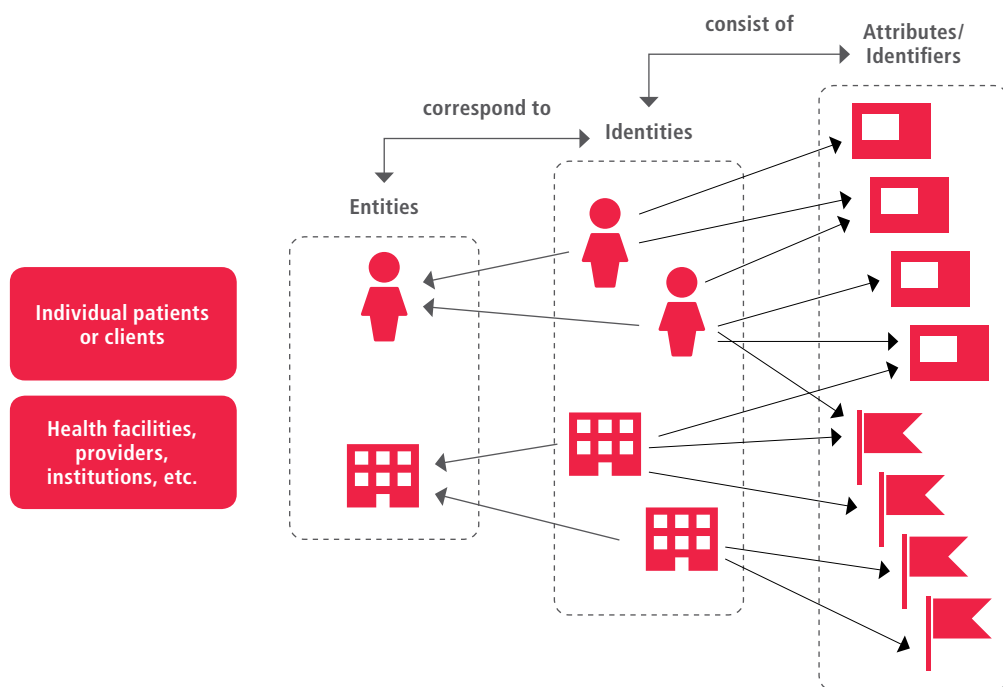 consist of
Attributes/
Identifiers
correspond to
Identities
Entities
Individual patients
or clients
Health facilities,
providers,
institutions, etc.